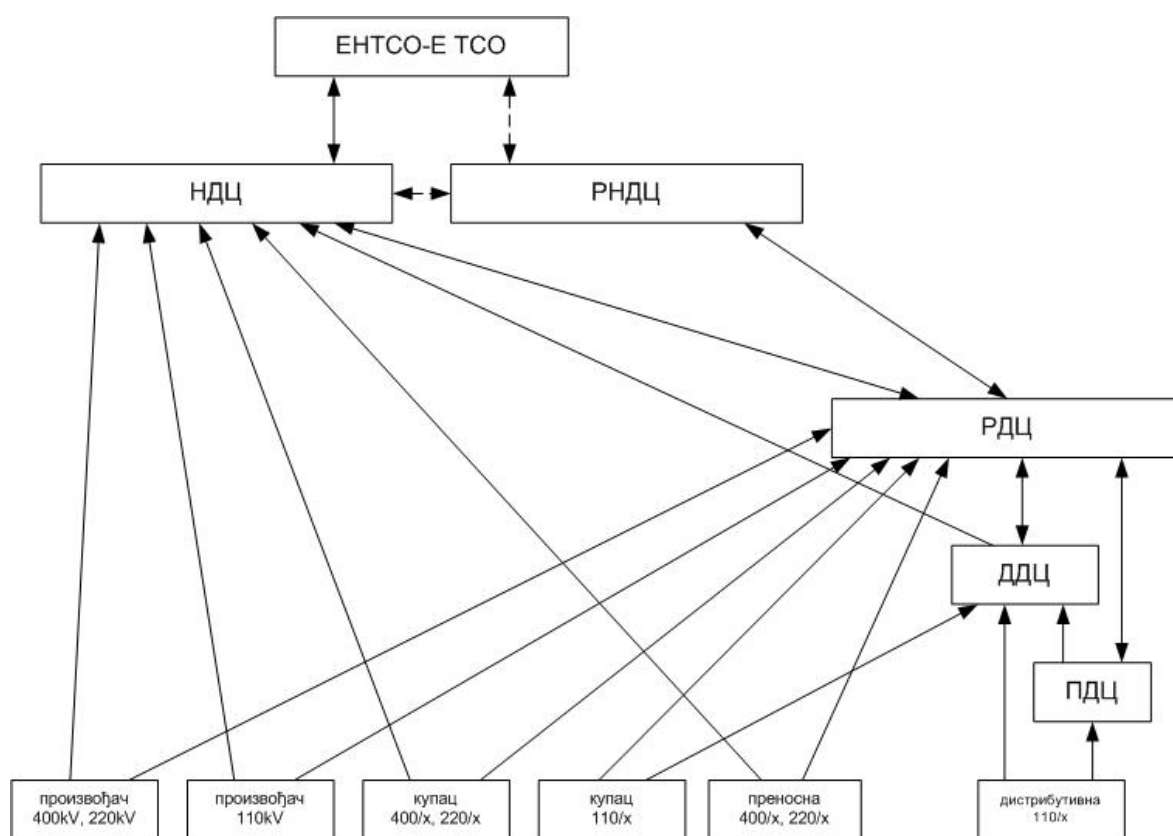 ЕНТСО-Е ТСО
НДЦ
РНДЦ
РДЦ
ДДЦ
ПДЦ
произвођач
400kV, 220kV
произвођач
110kV
купац
400/x, 220/x
купац
110/x
преносна
400/x, 220/x
дистрибутивна
110/x